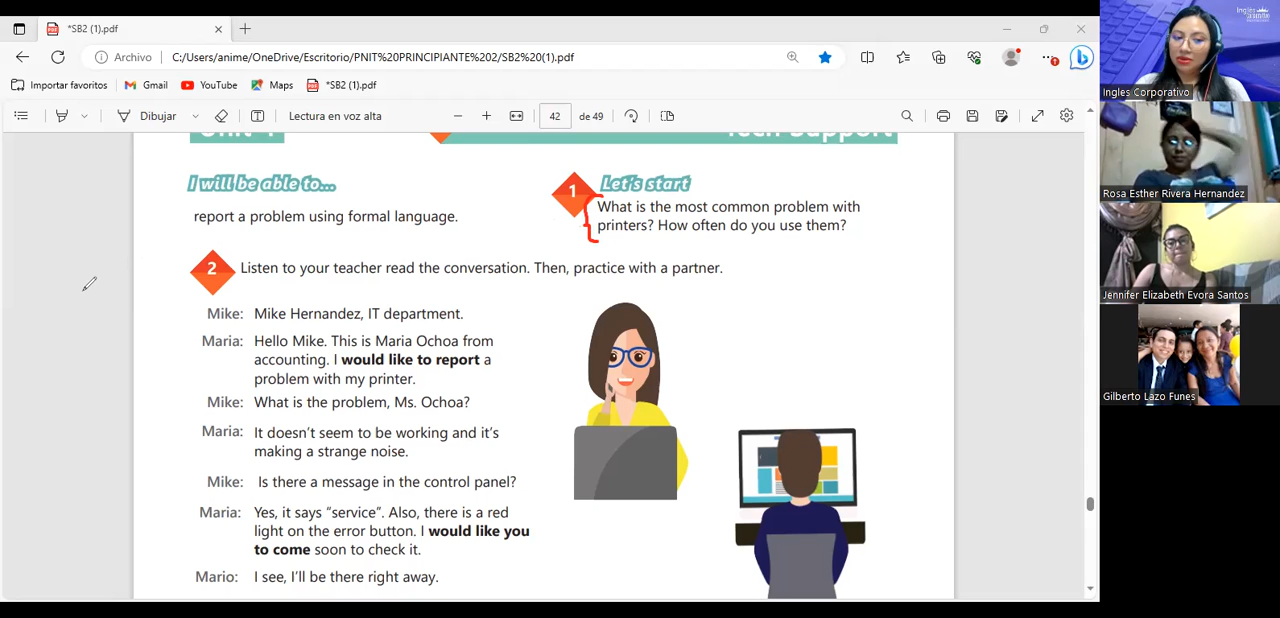 *SB2 (1).pdf
Archivo
C:/Users/anime/OneDrive/Escritorio/PNIT%20PRINCIPIANTE%202/SB2%20(1).pdf
Importar favoritos
Gmail
YouTube
Maps
*SB2 (1).pdf
Dibujar
Lectura en voz alta
42
de 49
Tech Support
I will be able to...
report a problem using formal language.
1
Let's start
What is the most common problem with
printers? How often do you use them?
2
Listen to your teacher read the conversation. Then, practice with a partner.
Mike: Mike Hernandez, IT department.
Maria: Hello Mike. This is Maria Ochoa from
accounting. I would like to report a
problem with my printer.
Mike: What is the problem, Ms. Ochoa?
Maria: It doesn't seem to be working and it's
making a strange noise.
Mike: Is there a message in the control panel?
Maria: Yes, it says “service”. Also, there is a red
light on the error button. I would like you
to come soon to check it.
Mario: I see, I'll be there right away.
Ingles Corporativo
Rosa Esther Rivera Hernandez
Jennifer Elizabeth Evora Santos
Gilberto Lazo Funes